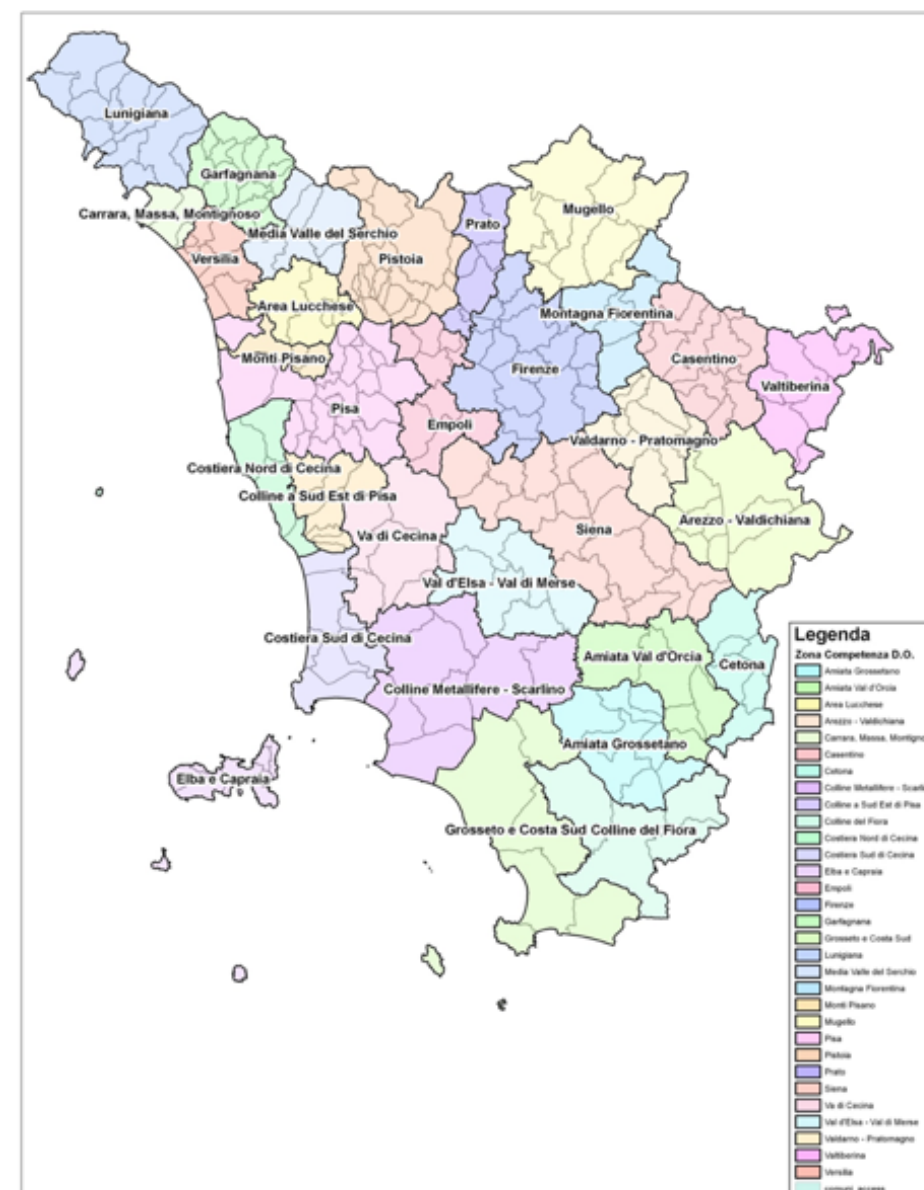 Lunigiana
Garfagnana
Carrara, Massa, Montignoso
Media Valle del Serchio
Versilia
Pistoia
Prato
Mugello
Area Lucchese
Montagna Fiorentina
Monti Pisano
Firenze
Casentino
Valtiberina
Pisa
Empoli
Valdarno - Pratomagno
Costiera Nord di Cecina
Colline a Sud Est di Pisa
Va di Cecina
Siena
Arezzo - Valdichiana
Val d'Elsa - Val di Merse
Costiera Sud di Cecina
Amiata Val d'Orcia
Cetona
Colline Metallifere - Scarlino
Amiata Grossetano
Elba e Capraia
Grosseto e Costa Sud
Colline del Fiora
Legenda
Zona Competenza D.O.
Amiata Grossetano
Amiata Val d'Orcia
Area Lucchese
Arezzo - Valdichiana
Carrara, Massa, Montigno
Casentino
Cetona
Colline Metallifere - Scarli
Colline a Sud Est di Pisa
Colline del Fiora
Costiera Nord di Cecina
Costiera Sud di Cecina
Elba e Capraia
Empoli
Firenze
Garfagnana
Grosseto e Costa Sud
Lunigiana
Media Valle del Serchio
Montagna Fiorentina
Monti Pisano
Mugello
Pisa
Pistoia
Prato
Siena
Va di Cecina
Val d'Elsa - Val di Merse
Valdarno - Pratomagno
Valtiberina
Versilia